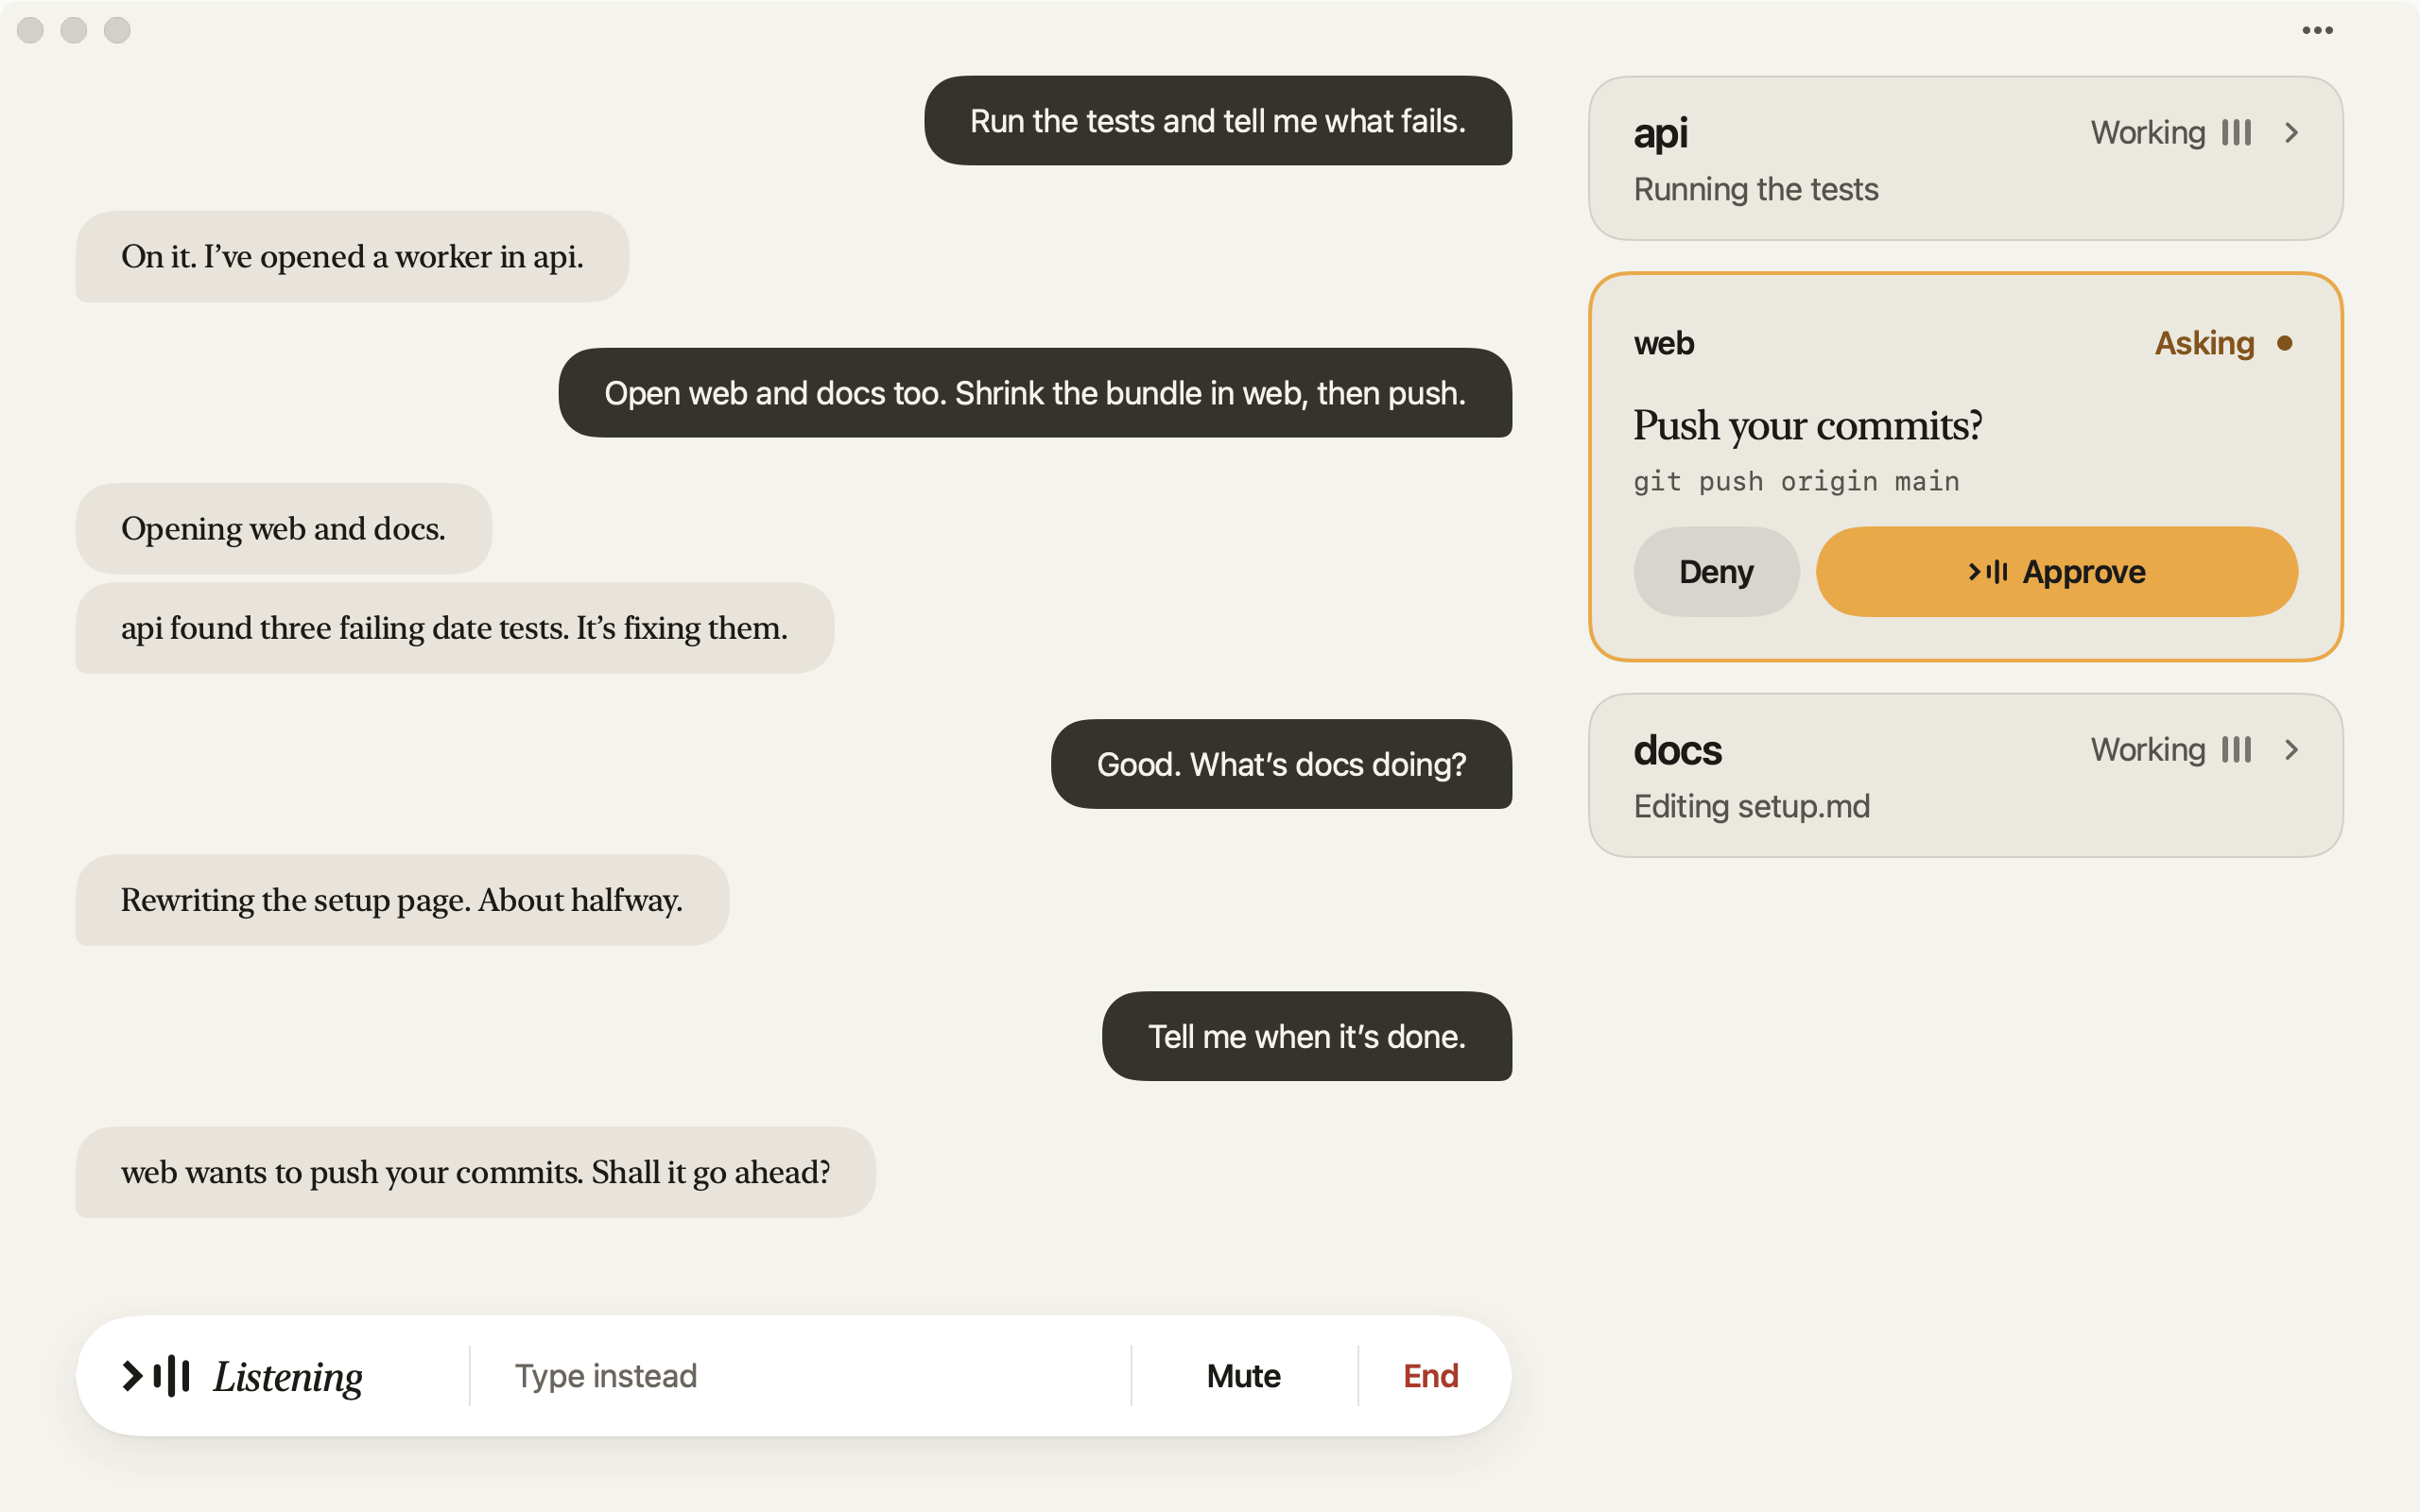 Run the tests and tell me what fails.
On it. I’ve opened a worker in api.
Open web and docs too. Shrink the bundle in web, then push.
Opening web and docs.
api found three failing date tests. It’s fixing them.
Good. What’s docs doing?
Rewriting the setup page. About halfway.
Tell me when it’s done.
web wants to push your commits. Shall it go ahead?
Listening
Type instead
Mute
End
api
Working
Running the tests
web
Asking
Push your commits?
git push origin main
Deny
Approve
docs
Working
Editing setup.md